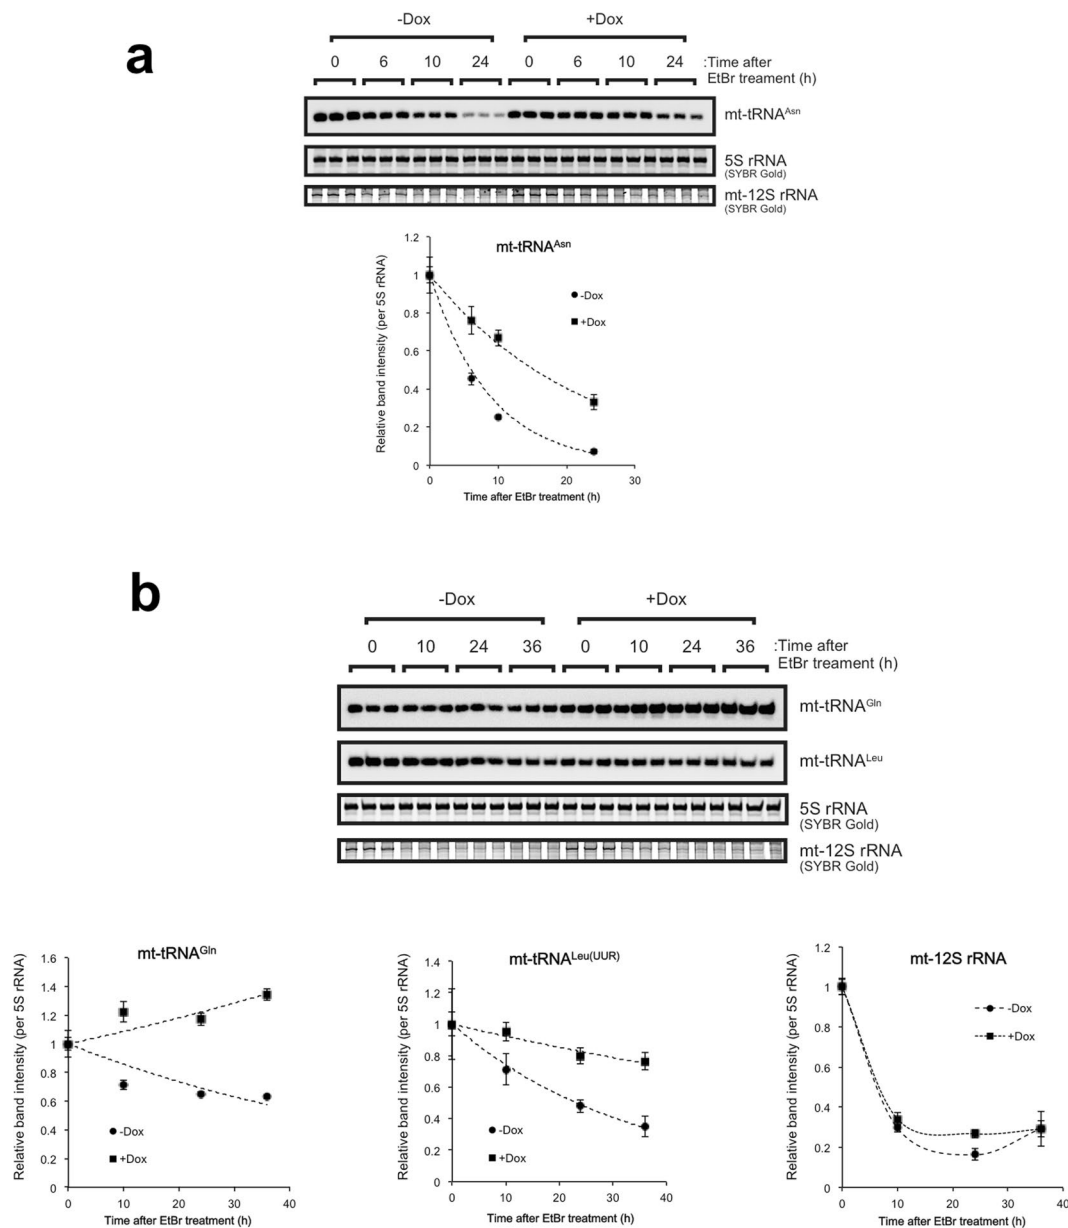 a
-Dox +Dox
0 6 10 24 0 6 10 24 :Time after
EtBr treament (h)
mt-tRNAAsn
5S rRNA
(SYBR Gold)
mt-12S rRNA
(SYBR Gold)
mt-tRNAAsn
Relative band intensity (per 5S rRNA)
1.2
1
0.8
0.6
0.4
0.2
0
-Dox
+Dox
0 10 20 30
Time after EtBr treatment (h)
b
-Dox +Dox
0 10 24 36 0 10 24 36 :Time after
EtBr treament (h)
mt-tRNAGln
mt-tRNALeu
5S rRNA
(SYBR Gold)
mt-12S rRNA
(SYBR Gold)
mt-tRNAGln
Relative band intensity (per 5S rRNA)
1.6
1.4
1.2
1
0.8
0.6
0.4
0.2
0
-Dox
+Dox
0 10 20 30 40
Time after EtBr treatment (h)
mt-tRNALeu(UUR)
Relative band intensity (per 5S rRNA)
1.4
1.2
1
0.8
0.6
0.4
0.2
0
-Dox
+Dox
0 10 20 30 40
Time after EtBr treatment (h)
mt-12S rRNA
Relative band intensity (per 5S rRNA)
1.2
1
0.8
0.6
0.4
0.2
0
-Dox
+Dox
0 10 20 30 40
Time after EtBr treatment (h)